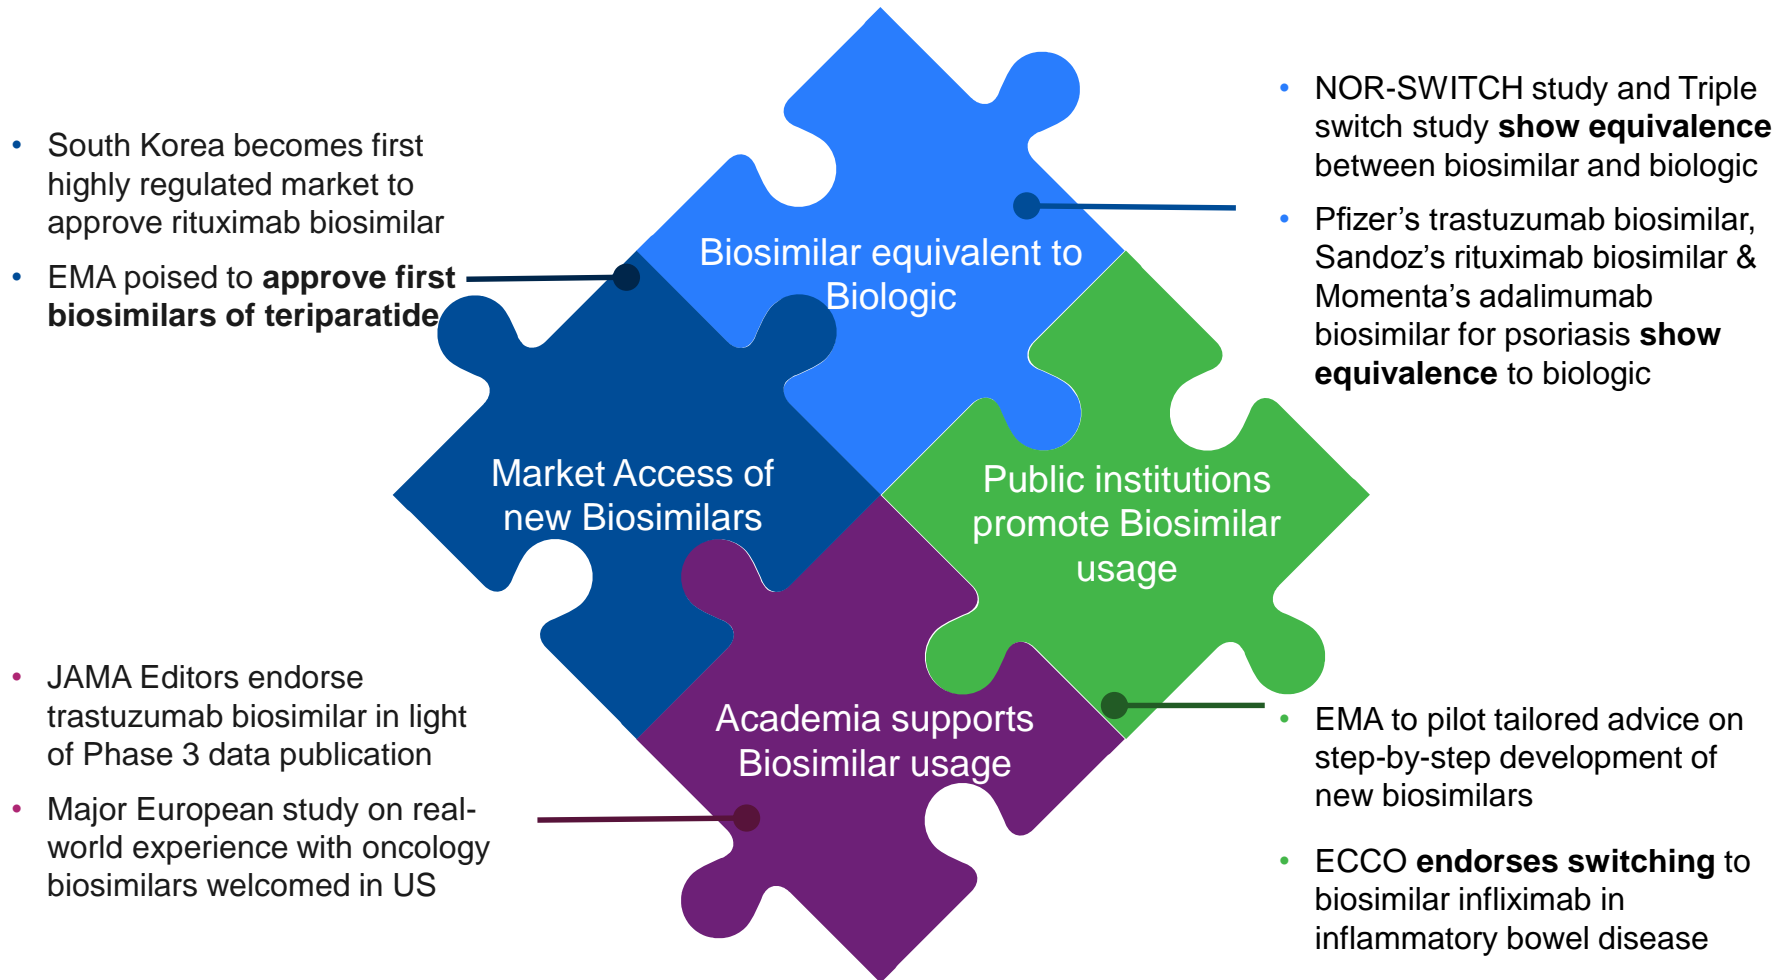 • South Korea becomes first
highly regulated market to
approve rituximab biosimilar
• EMA poised to approve first
biosimilars of teriparatide
Biosimilar equivalent to
Biologic
• NOR-SWITCH study and Triple
switch study show equivalence
between biosimilar and biologic
• Pfizer’s trastuzumab biosimilar,
Sandoz’s rituximab biosimilar &
Momenta’s adalimumab
biosimilar for psoriasis show
equivalence to biologic
Market Access of
new Biosimilars
Public institutions
promote Biosimilar
usage
• JAMA Editors endorse
trastuzumab biosimilar in light
of Phase 3 data publication
• Major European study on real-
world experience with oncology
biosimilars welcomed in US
Academia supports
Biosimilar usage
• EMA to pilot tailored advice on
step-by-step development of
new biosimilars
• ECCO endorses switching to
biosimilar infliximab in
inflammatory bowel disease